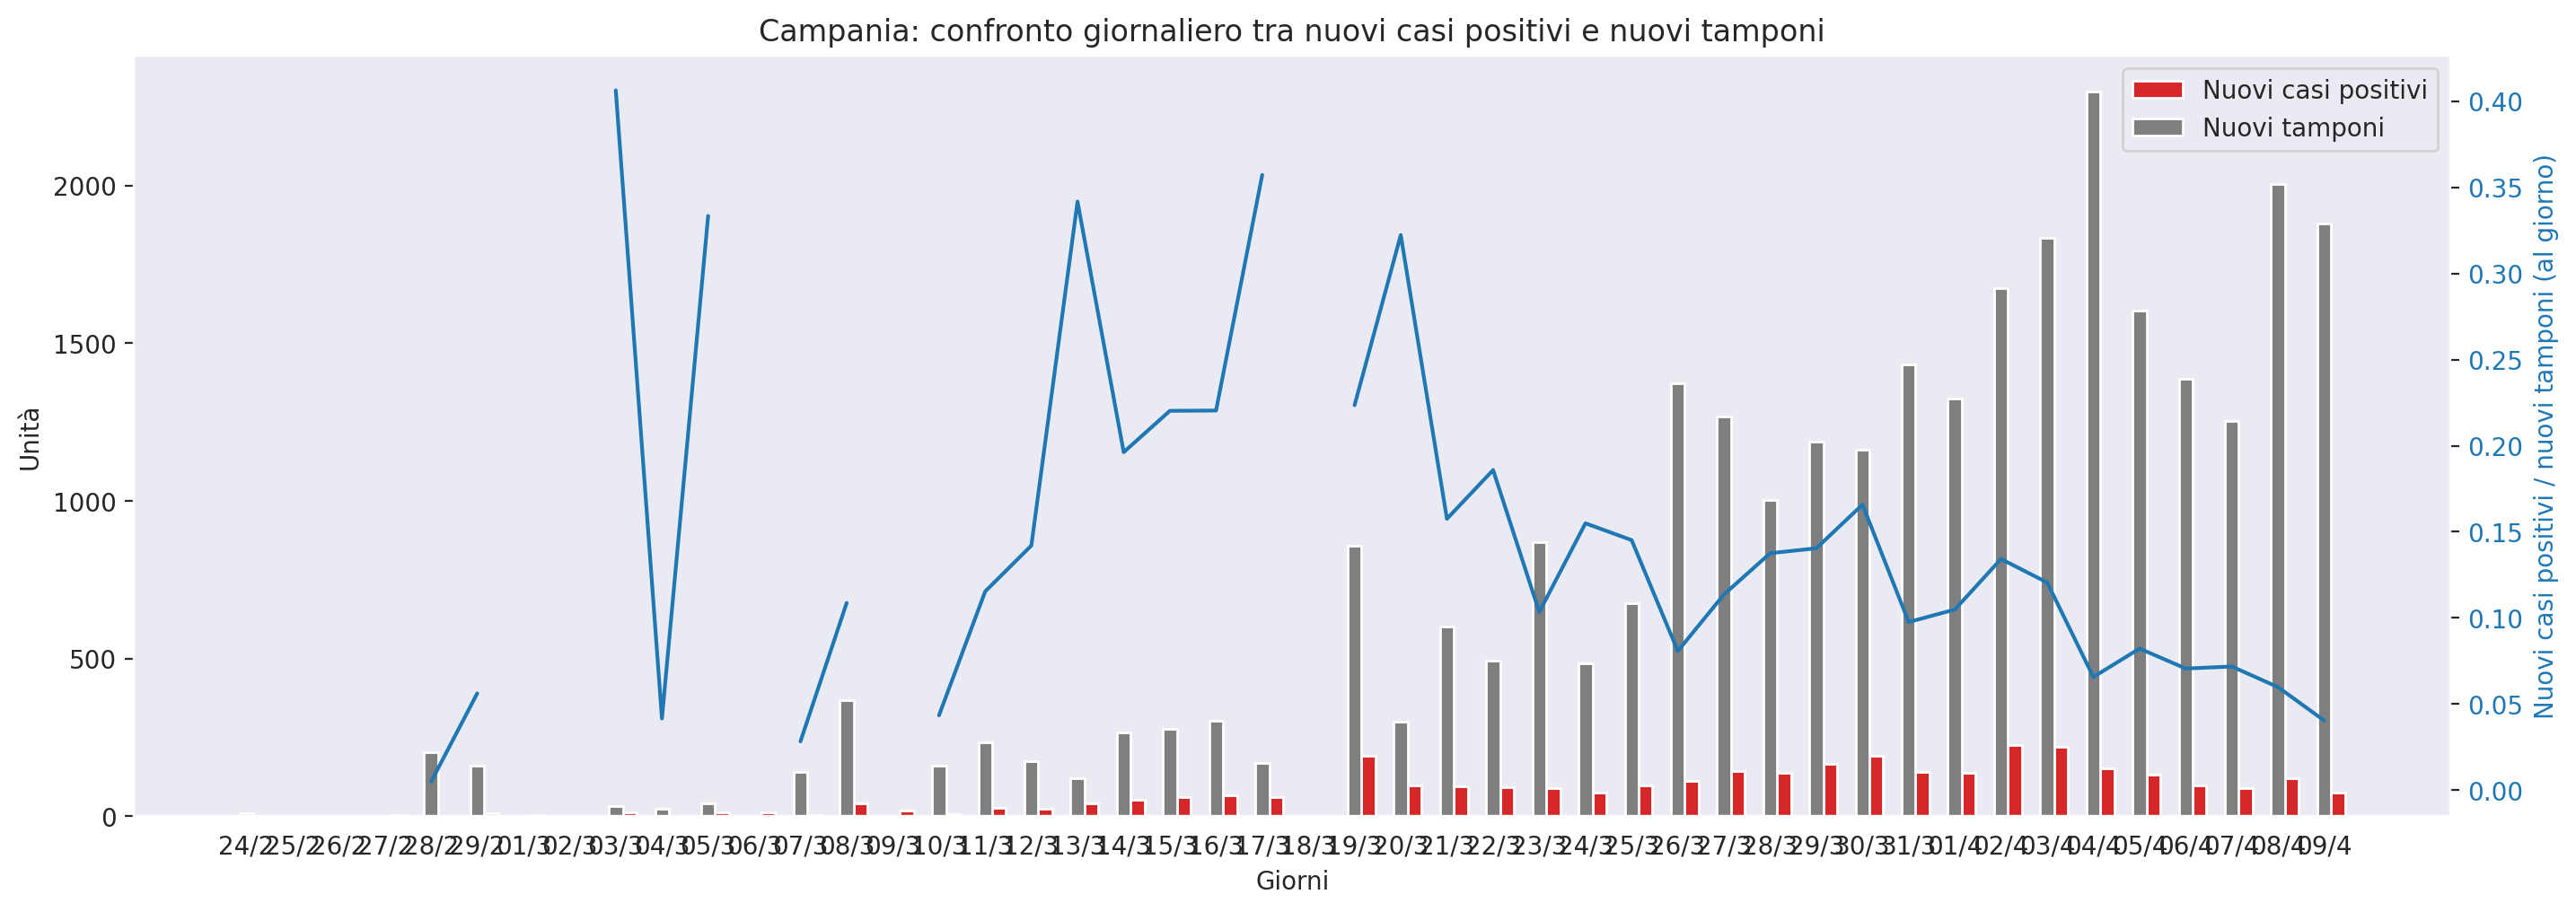 Campania: confronto giornaliero tra nuovi casi positivi e nuovi tamponi
Nuovi casi positivi
Nuovi tamponi
Unità
2000
1500
1000
500
0
0.40
0.35
0.30
0.25
0.20
0.15
0.10
0.05
0.00
Nuovi casi positivi / nuovi tamponi (al giorno)
24/2 25/2 26/2 27/2 28/2 29/2 01/3 02/3 03/3 04/3 05/3 06/3 07/3 08/3 09/3 10/3 11/3 12/3 13/3 14/3 15/3 16/3 17/3 18/3 19/3 20/3 21/3 22/3 23/3 24/3 25/3 26/3 27/3 28/3 29/3 30/3 31/3 01/4 02/4 03/4 04/4 05/4 06/4 07/4 08/4 09/4
Giorni